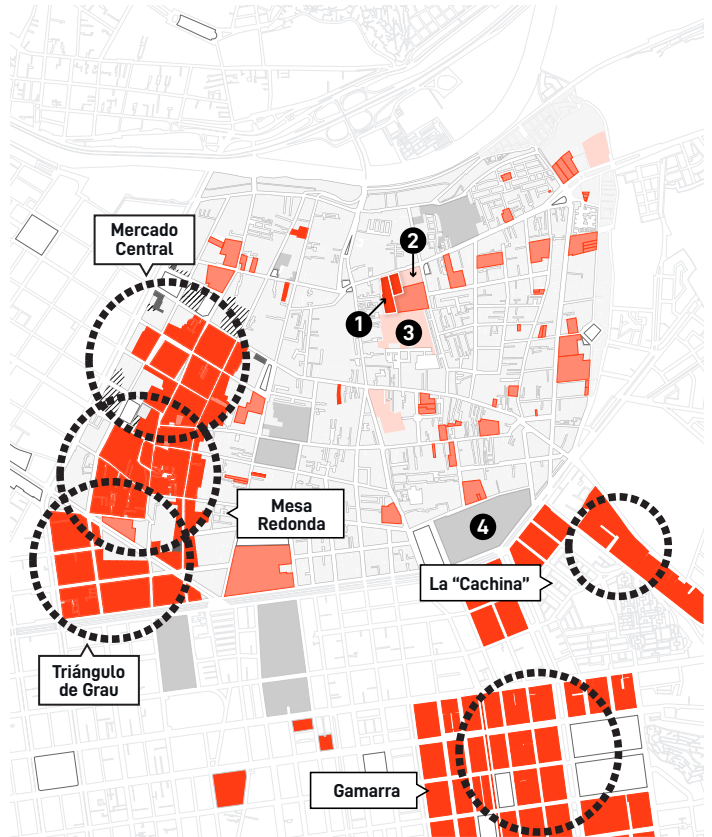 Mercado
Central
2
1
3
Mesa
Redonda
4
La “Cachina”
Triángulo
de Grau
Gamarra